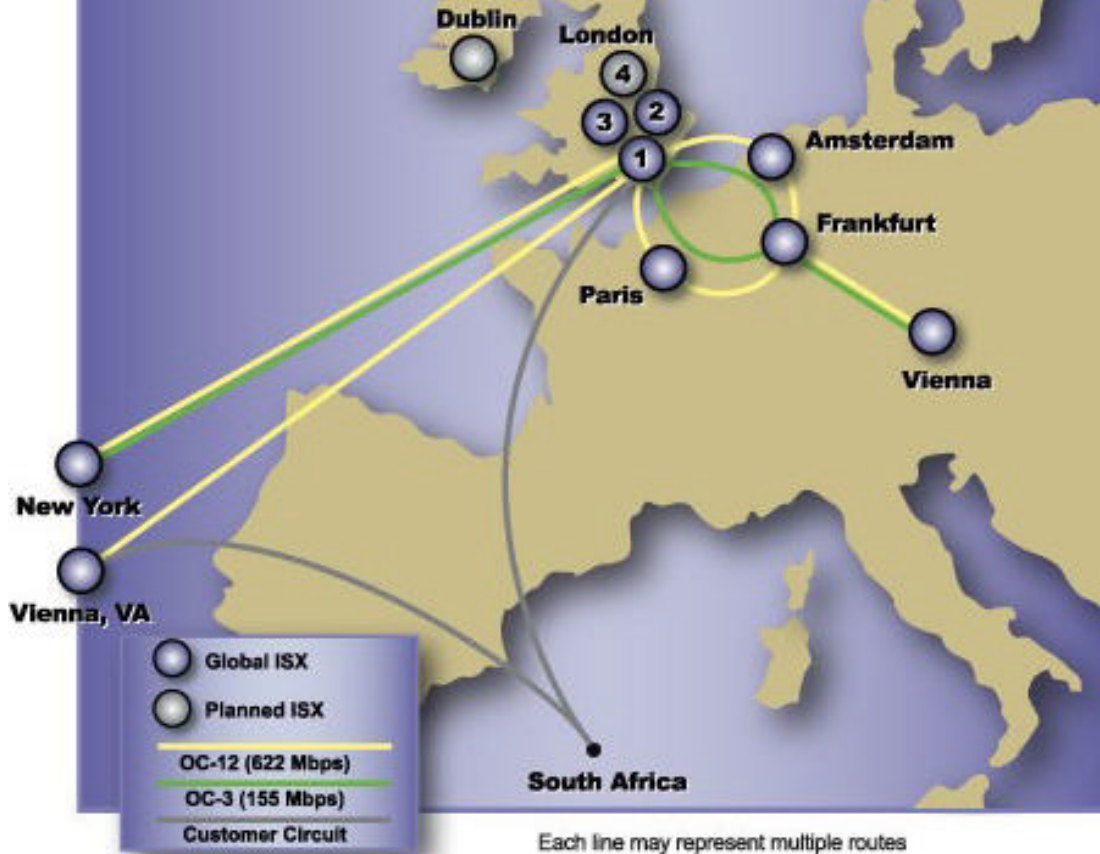 Dublin
London
4
3
2
1
Amsterdam
Frankfurt
Paris
Vienna
New York
Vienna, VA
Global ISX
Planned ISX
OC-12 (622 Mbps)
OC-3 (155 Mbps)
Customer Circuit
South Africa
Each line may represent multiple routes